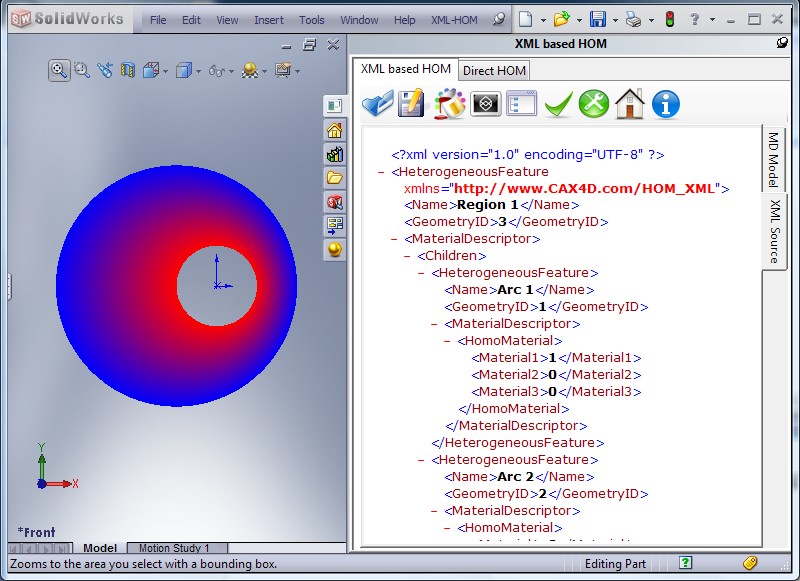 SolidWorks File Edit View Insert Tools Window Help XML-HOM ?
XML based HOM
XML based HOM Direct HOM
MD Model
XML Source
<?xml version="1.0" encoding="UTF-8" ?>
− <HeterogeneousFeature
xmlns="http://www.CAX4D.com/HOM_XML">
<Name>Region 1</Name>
<GeometryID>3</GeometryID>
− <MaterialDescriptor>
− <Children>
− <HeterogeneousFeature>
<Name>Arc 1</Name>
<GeometryID>1</GeometryID>
− <MaterialDescriptor>
− <HomoMaterial>
<Material1>1</Material1>
<Material2>0</Material2>
<Material3>0</Material3>
</HomoMaterial>
</MaterialDescriptor>
</HeterogeneousFeature>
− <HeterogeneousFeature>
<Name>Arc 2</Name>
<GeometryID>2</GeometryID>
− <MaterialDescriptor>
− <HomoMaterial>
Y
X
*Front
Model Motion Study 1
Zooms to the area you select with a bounding box. Editing Part ?